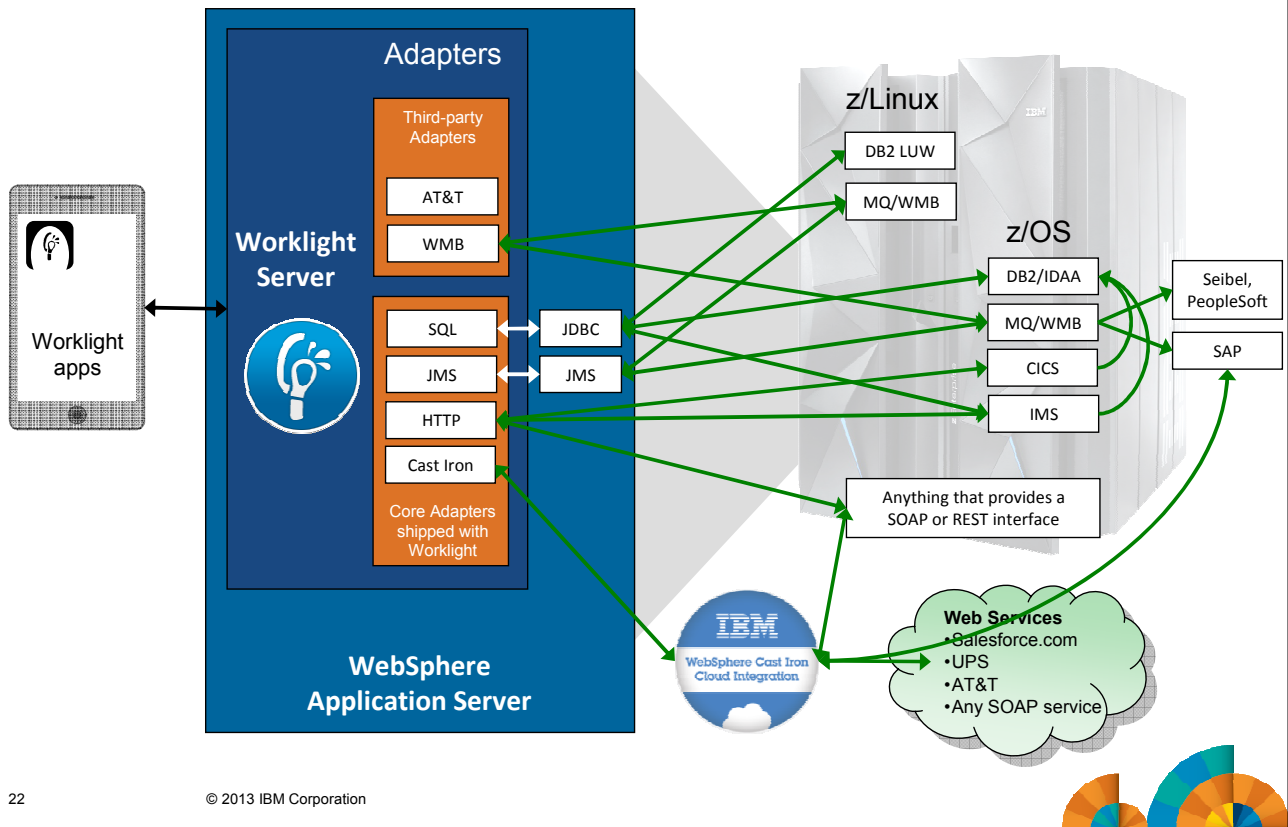 Adapters
Third-party
Adapters
AT&T
WMB
Worklight
Server
SQL
JMS
HTTP
Cast Iron
Core Adapters
shipped with
Worklight
JDBC
JMS
WebSphere
Application Server
Worklight
apps
z/Linux
IBM
DB2 LUW
MQ/WMB
z/OS
DB2/IDAA
MQ/WMB
CICS
IMS
Seibel,
PeopleSoft
SAP
Anything that provides a
SOAP or REST interface
IBM
WebSphere Cast Iron
Cloud Integration
Web Services
•Salesforce.com
•UPS
•AT&T
•Any SOAP service
22
© 2013 IBM Corporation